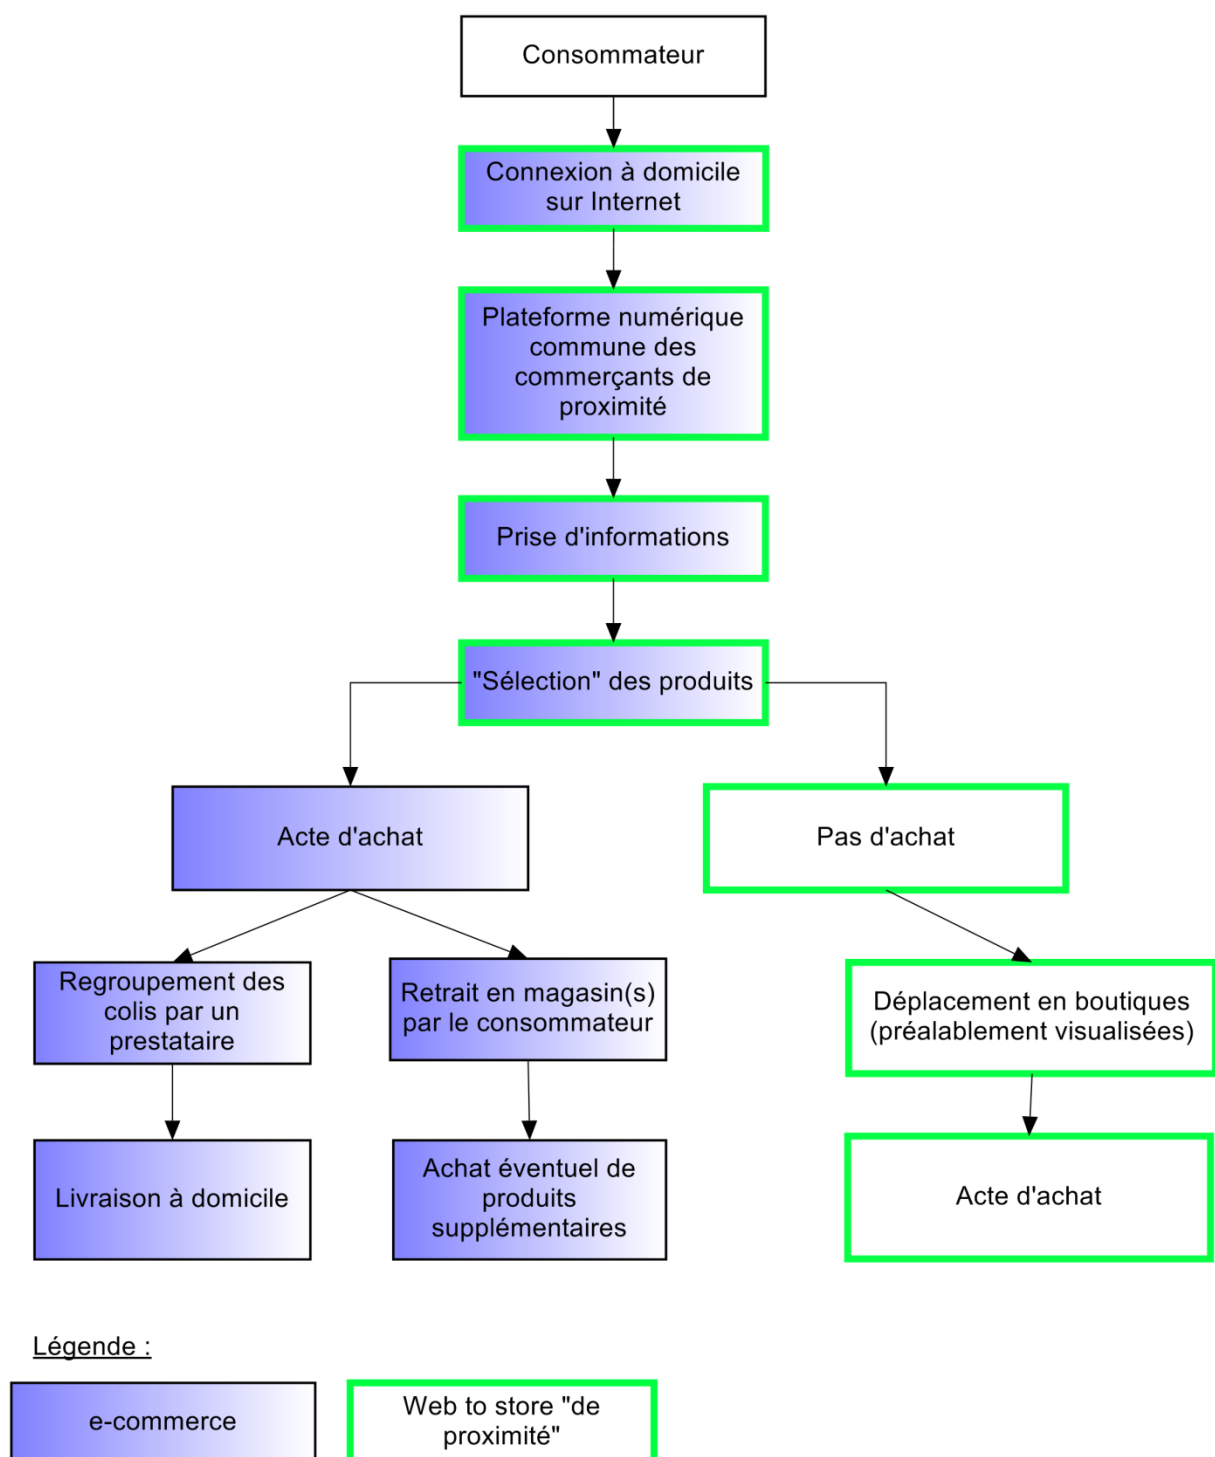 Consommateur
Connexion à domicile
sur Internet
Plateforme numérique
commune des
commerçants de
proximité
Prise d'informations
"Sélection" des produits
Acte d'achat
Pas d'achat
Regroupement des
colis par un
prestataire
Retrait en magasin(s)
par le consommateur
Déplacement en boutiques
(préalablement visualisées)
Livraison à domicile
Achat éventuel de
produits
supplémentaires
Acte d'achat
Légende :
e-commerce
Web to store "de
proximité"